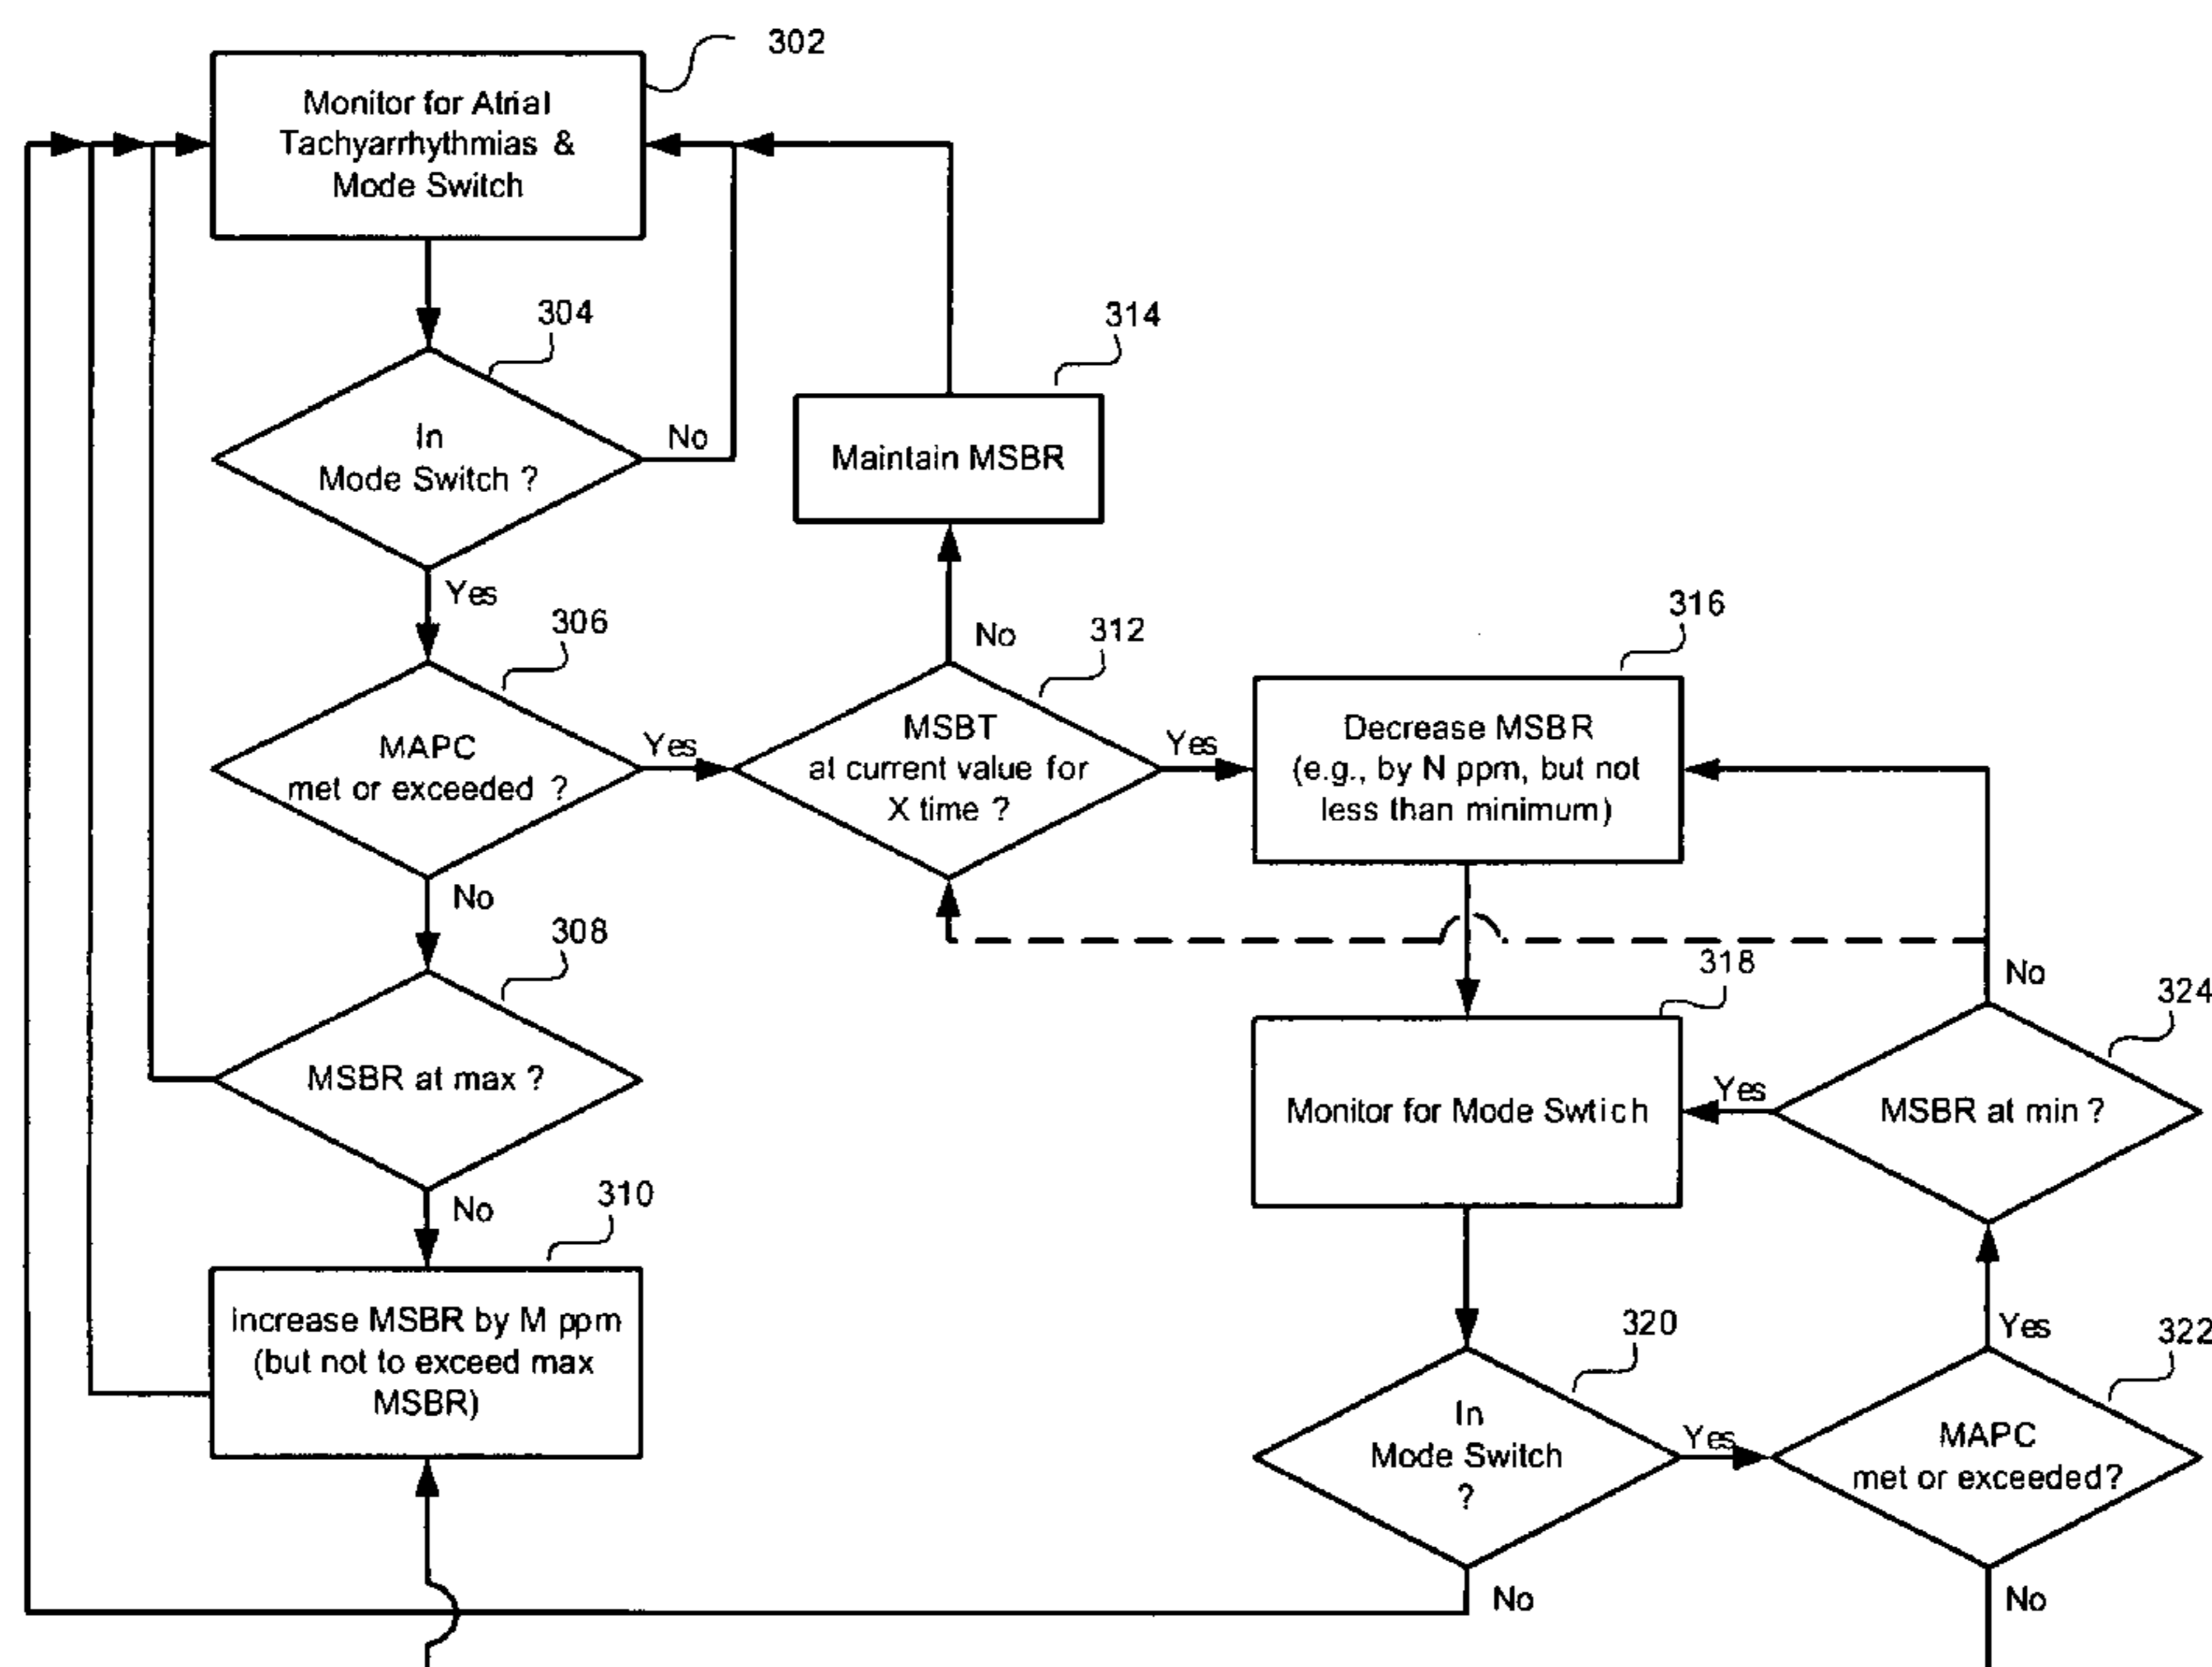 302
Monitor for Atrial
Tachyarrhythmias &
Mode Switch
304
In
Mode Switch ?
No
Yes
314
Maintain MSBR
306
MAPC
met or exceeded ?
Yes
No
312
No
MSBT
at current value for
X time ?
Yes
316
Decrease MSBR
(e.g., by N ppm, but not
less than minimum)
308
MSBR at max ?
No
318
Monitor for Mode Swtich
324
No
MSBR at min ?
Yes
310
Increase MSBR by M ppm
(but not to exceed max
MSBR)
320
In
Mode Switch
?
Yes
No
322
Yes
MAPC
met or exceeded?
No